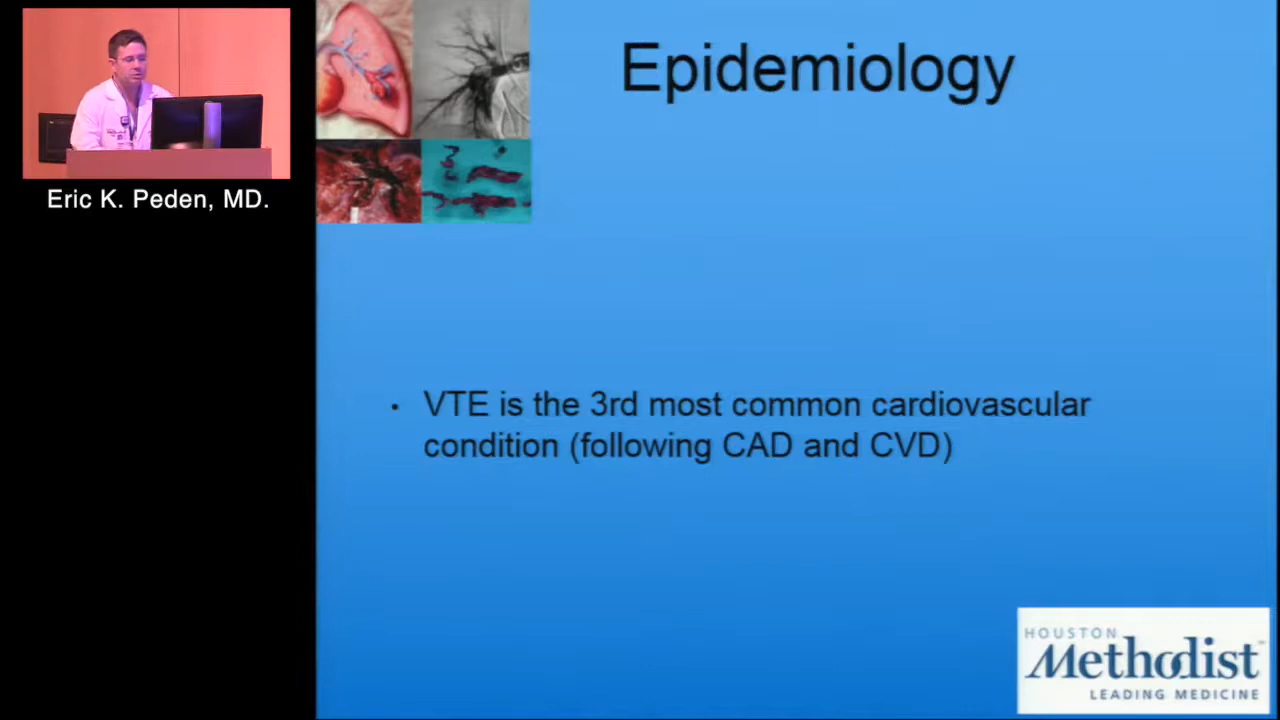 Epidemiology
Eric K. Peden, MD.
• VTE is the 3rd most common cardiovascular
condition (following CAD and CVD)
HOUSTON
Methodist
LEADING MEDICINE